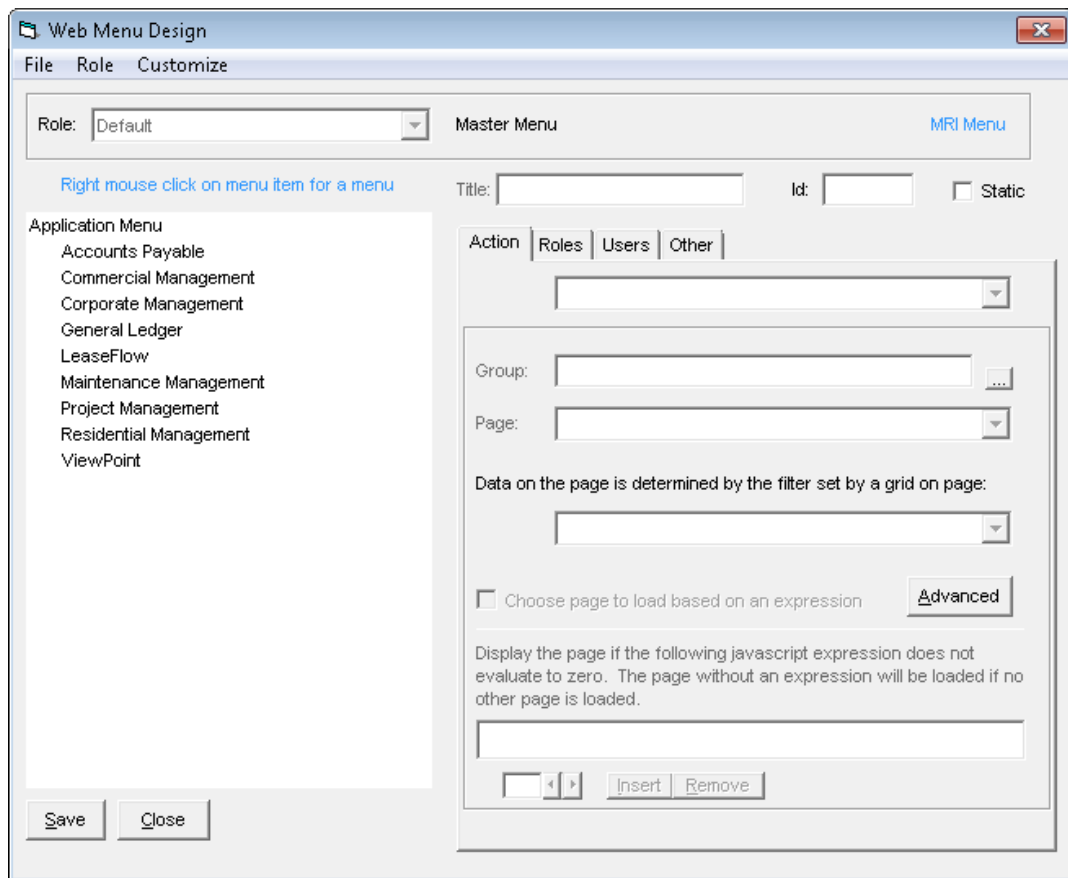 Web Menu Design
File Role Customize
Role: Default Master Menu MRI Menu
Right mouse click on menu item for a menu
Title: Id: Static
Application Menu
Accounts Payable
Commercial Management
Corporate Management
General Ledger
LeaseFlow
Maintenance Management
Project Management
Residential Management
ViewPoint
Action Roles Users Other
Group: ...
Page:
Data on the page is determined by the filter set by a grid on page:
Choose page to load based on an expression Advanced
Display the page if the following javascript expression does not
evaluate to zero. The page without an expression will be loaded if no
other page is loaded.
Insert Remove
Save Close